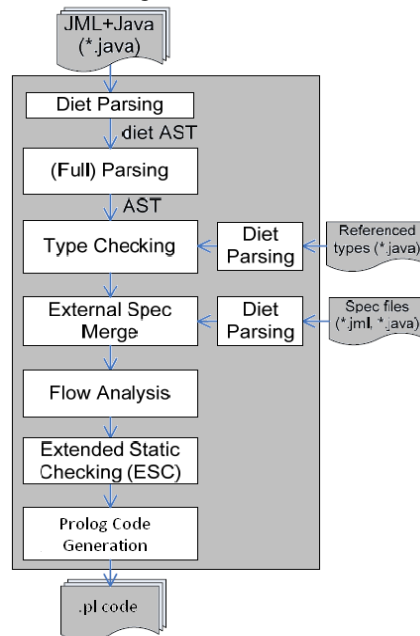 JML+Java
(*.java)
Diet Parsing
diet AST
(Full) Parsing
AST
Type Checking
Diet
Parsing
Referenced
types (*.java)
External Spec
Merge
Diet
Parsing
Spec files
(*.jml, *.java)
Flow Analysis
Extended Static
Checking (ESC)
Prolog Code
Generation
.pl code